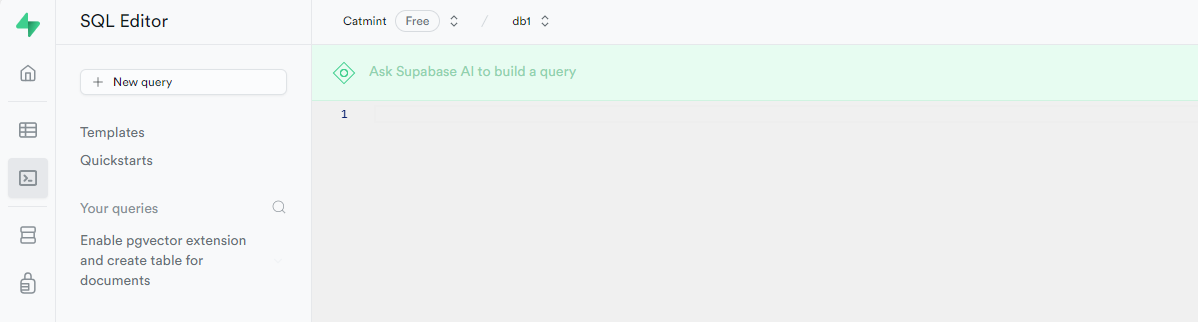 SQL Editor
Catmint Free / db1
New query
Ask Supabase AI to build a query
1
Templates
Quickstarts
Your queries
Enable pgvector extension
and create table for
documents